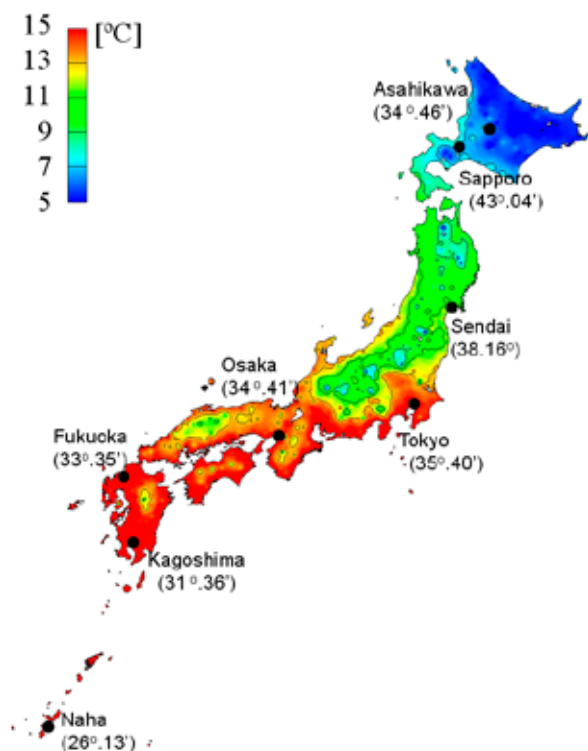 15 [ºC]
13
11
9
7
5
Asahikawa
(34º.46')
Sapporo
(43º.04')
Sendai
(38.16º)
Osaka
(34º.41')
Tokyo
(35º.40')
Fukuoka
(33º.35')
Kagoshima
(31º.36')
Naha
(26º.13')